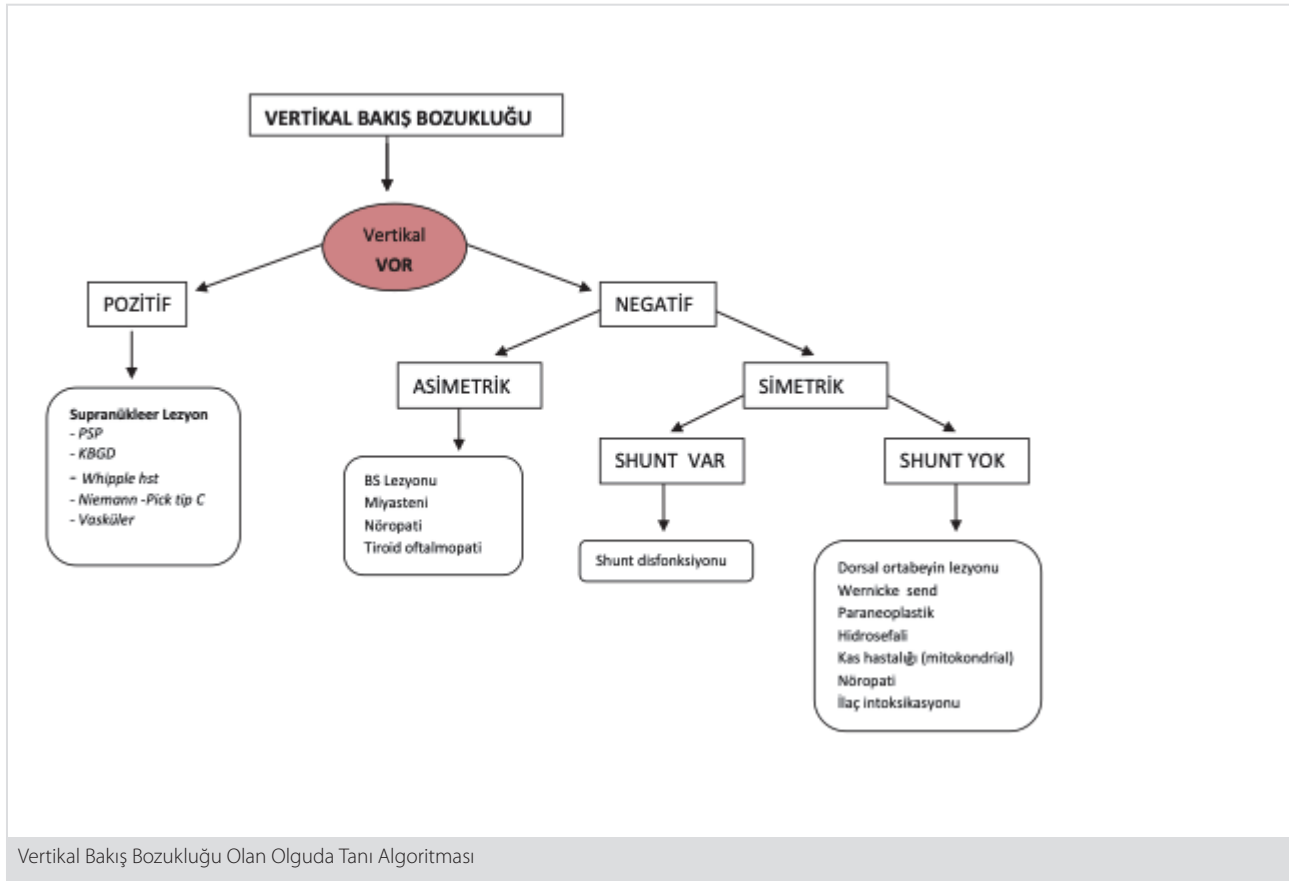 VERTİKAL BAKIŞ BOZUKLUĞU
Vertikal
VOR
POZİTİF
NEGATİF
ASİMETRİK
SİMETRİK
Supranükleer Lezyon
- PSP
- KBGD
- Whipple hst
- Niemann -Pick tip C
- Vasküler
BS Lezyonu
Miyasteni
Nöropati
Tiroid oftalmopati
SHUNT VAR
SHUNT YOK
Shunt disfonksiyonu
Dorsal ortabeyin lezyonu
Wernicke send
Paraneoplastik
Hidrosefali
Kas hastalığı (mitokondrial)
Nöropati
İlaç intoksikasyonu
Vertikal Bakış Bozukluğu Olan Olguda Tanı Algoritması